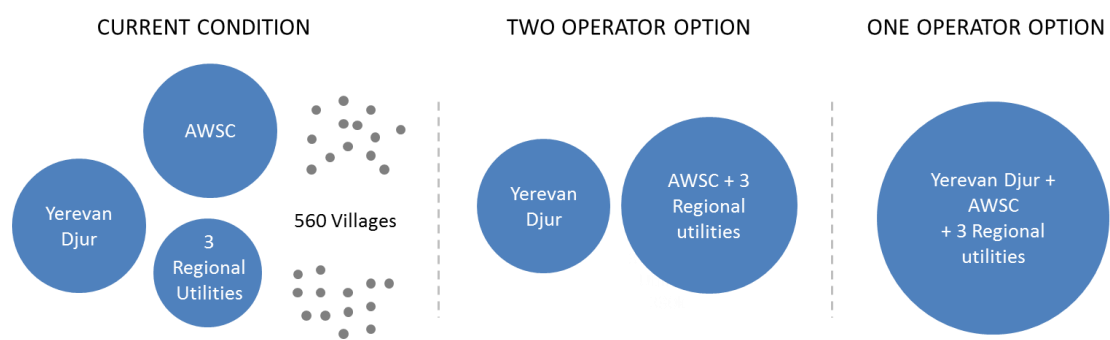 CURRENT CONDITION
AWSC
Yerevan
Djur
3
Regional
Utilities
560 Villages
TWO OPERATOR OPTION
Yerevan
Djur
AWSC + 3
Regional
utilities
ONE OPERATOR OPTION
Yerevan Djur +
AWSC
+ 3 Regional
utilities